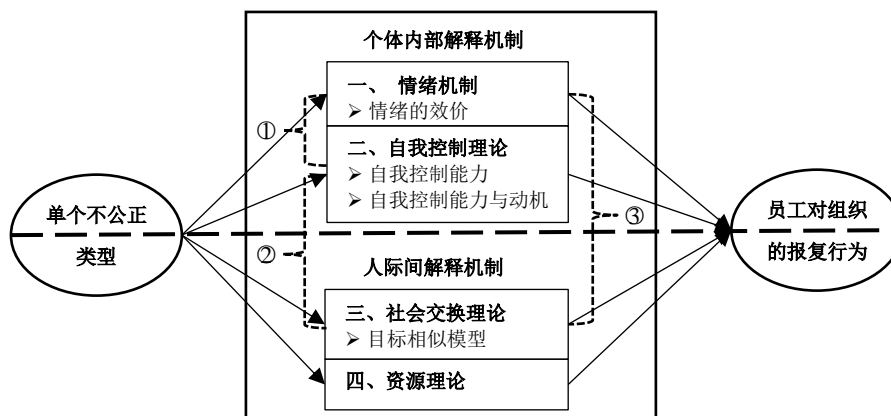 个体内部解释机制
一、 情绪机制
➢ 情绪的效价
①
二、自我控制理论
➢ 自我控制能力
➢ 自我控制能力与动机
③
单个不公正
类型
员工对组织
的报复行为
②
人际间解释机制
三、社会交换理论
➢ 目标相似模型
四、资源理论